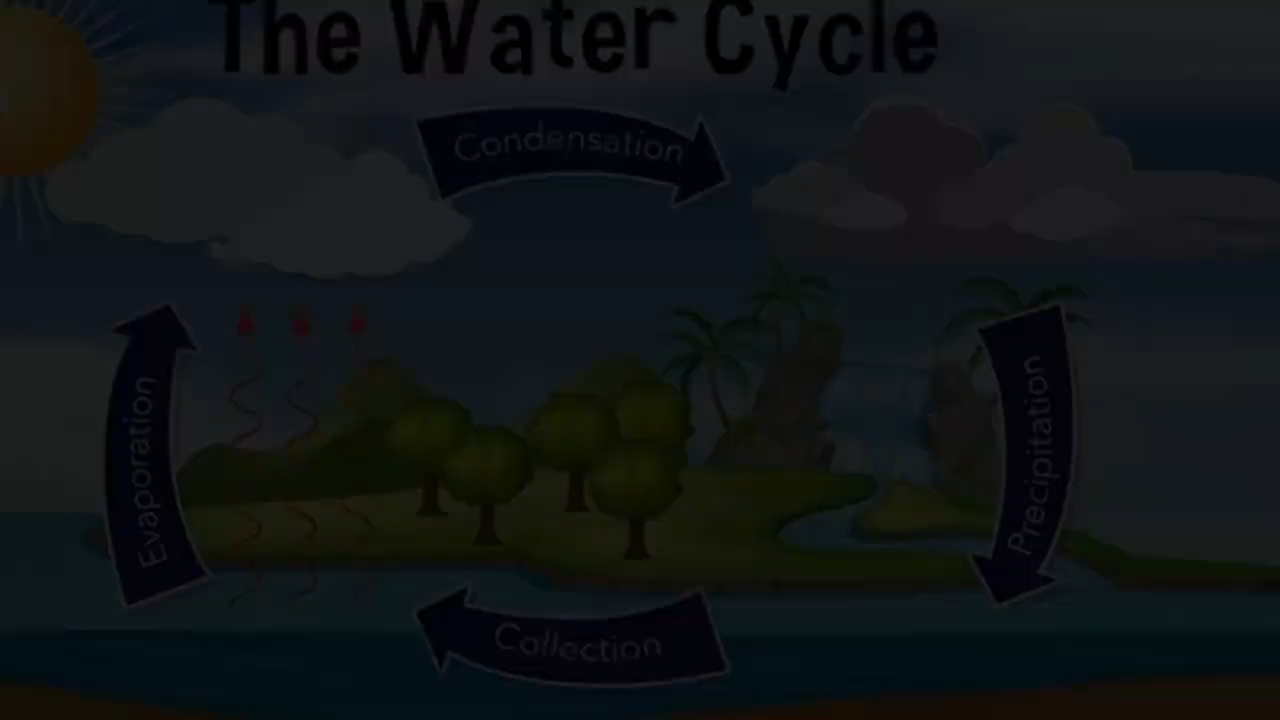 The Water Cycle
Condensation
Evaporation
Precipitation
Collection